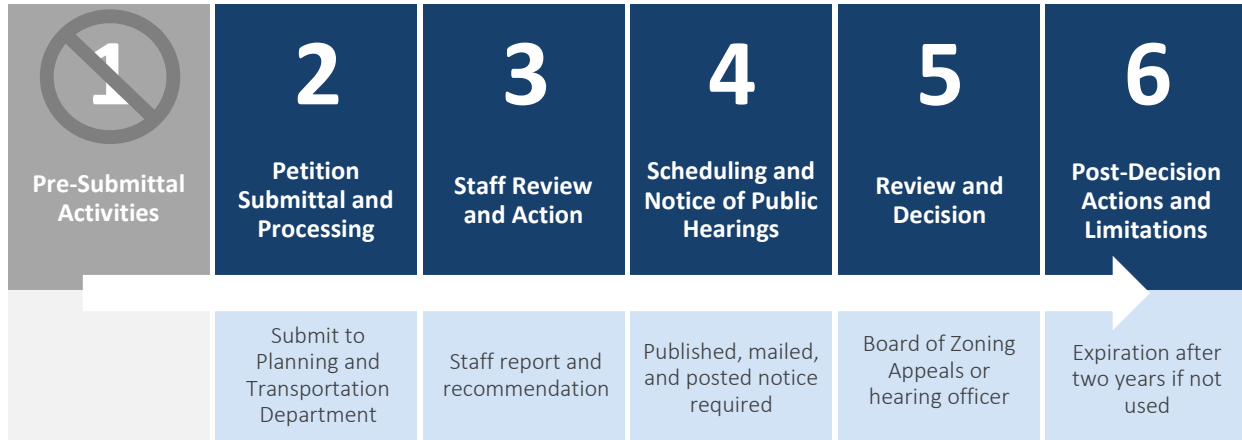 1
Pre-Submittal
Activities
2
Petition
Submittal and
Processing
Submit to
Planning and
Transportation
Department
3
Staff Review
and Action
Staff report and
recommendation
4
Scheduling and
Notice of Public
Hearings
Published, mailed,
and posted notice
required
5
Review and
Decision
Board of Zoning
Appeals or
hearing officer
6
Post-Decision
Actions and
Limitations
Expiration after
two years if not
used